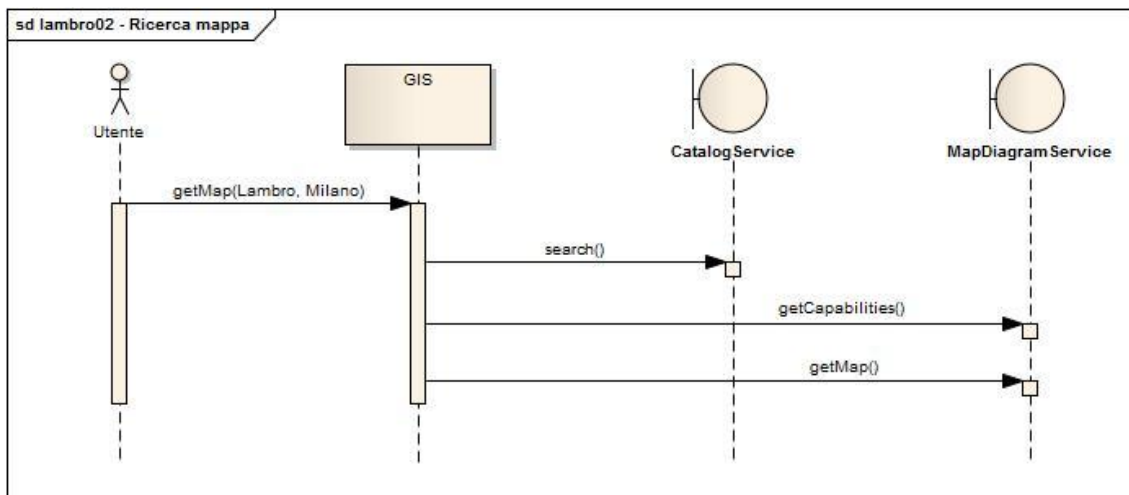 sd lambro02 - Ricerca mappa
Utente
GIS
CatalogService
MapDiagramService
getMap(Lambro, Milano)
search()
getCapabilities()
getMap()